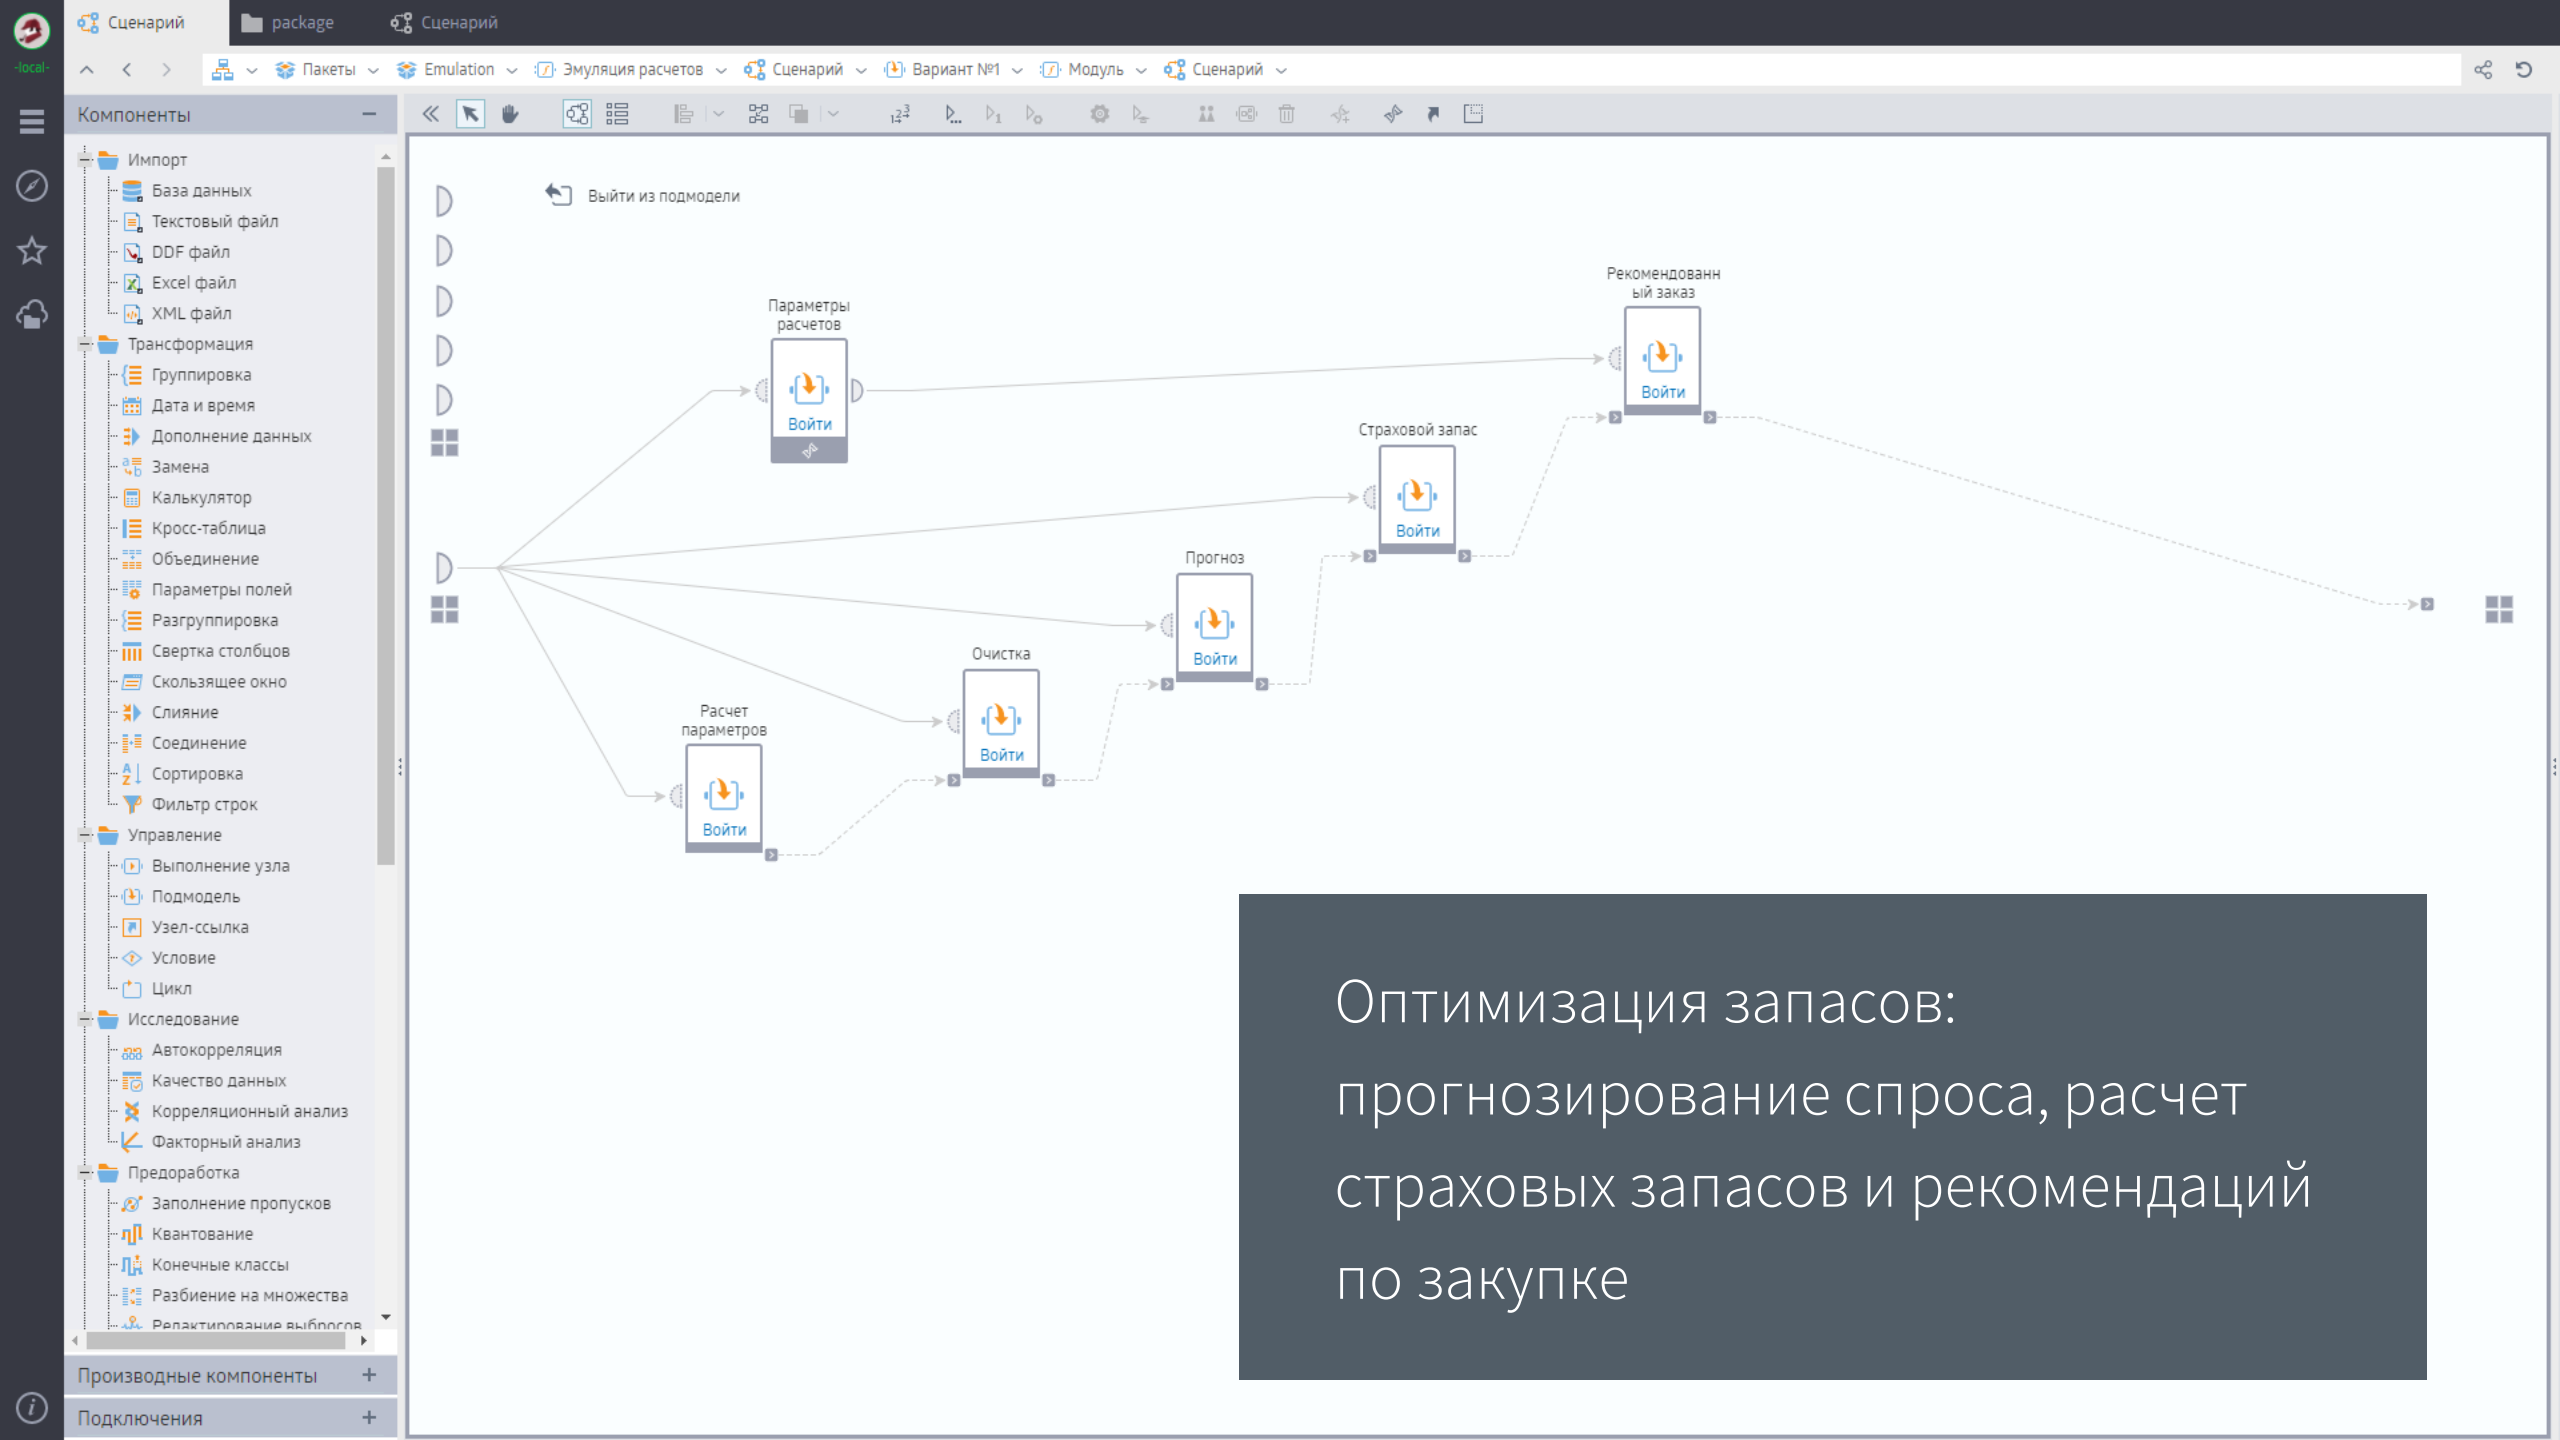 Сценарий
package
Сценарий
-local-
Пакеты
Emulation
Эмуляция расчетов
Сценарий
Вариант №1
Модуль
Сценарий
Компоненты
Импорт
База данных
Текстовый файл
DDF файл
Excel файл
XML файл
Трансформация
Группировка
Дата и время
Дополнение данных
Замена
Калькулятор
Кросс-таблица
Объединение
Параметры полей
Разгруппировка
Свертка столбцов
Скользящее окно
Слияние
Соединение
Сортировка
Фильтр строк
Управление
Выполнение узла
Подмодель
Узел-ссылка
Условие
Цикл
Исследование
Автокорреляция
Качество данных
Корреляционный анализ
Факторный анализ
Предоработка
Заполнение пропусков
Квантование
Конечные классы
Разбиение на множества
Редактирование выбросов
Производные компоненты
Подключения
Выйти из подмодели
Параметры
расчетов
Войти
Рекомендованн
ый заказ
Войти
Страховой запас
Войти
Прогноз
Войти
Очистка
Войти
Расчет
параметров
Войти
Оптимизация запасов:
прогнозирование спроса, расчет
страховых запасов и рекомендаций
по закупке